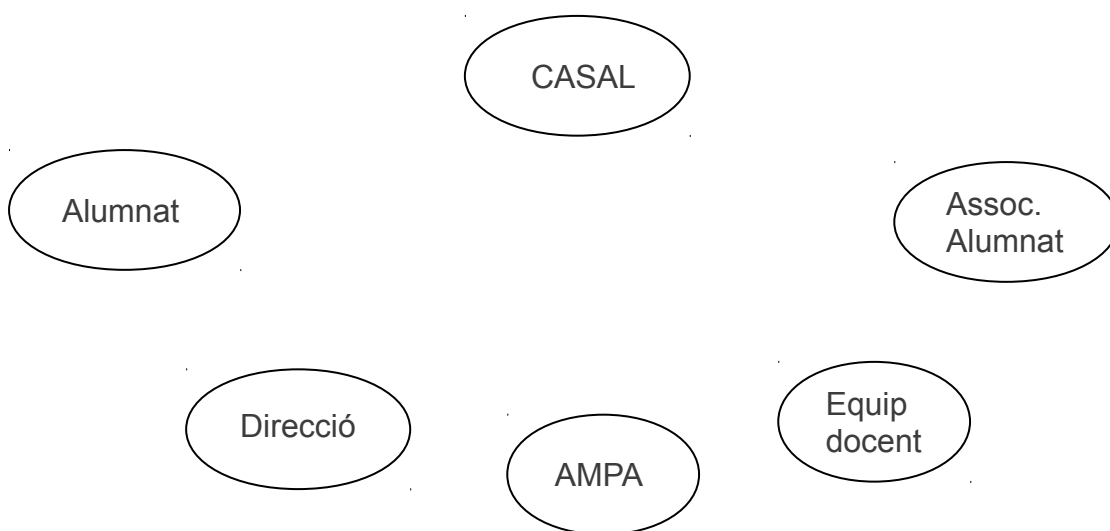 CASAL
Alumnat
Assoc.
Alumnat
Direcció
AMPA
Equip
docent